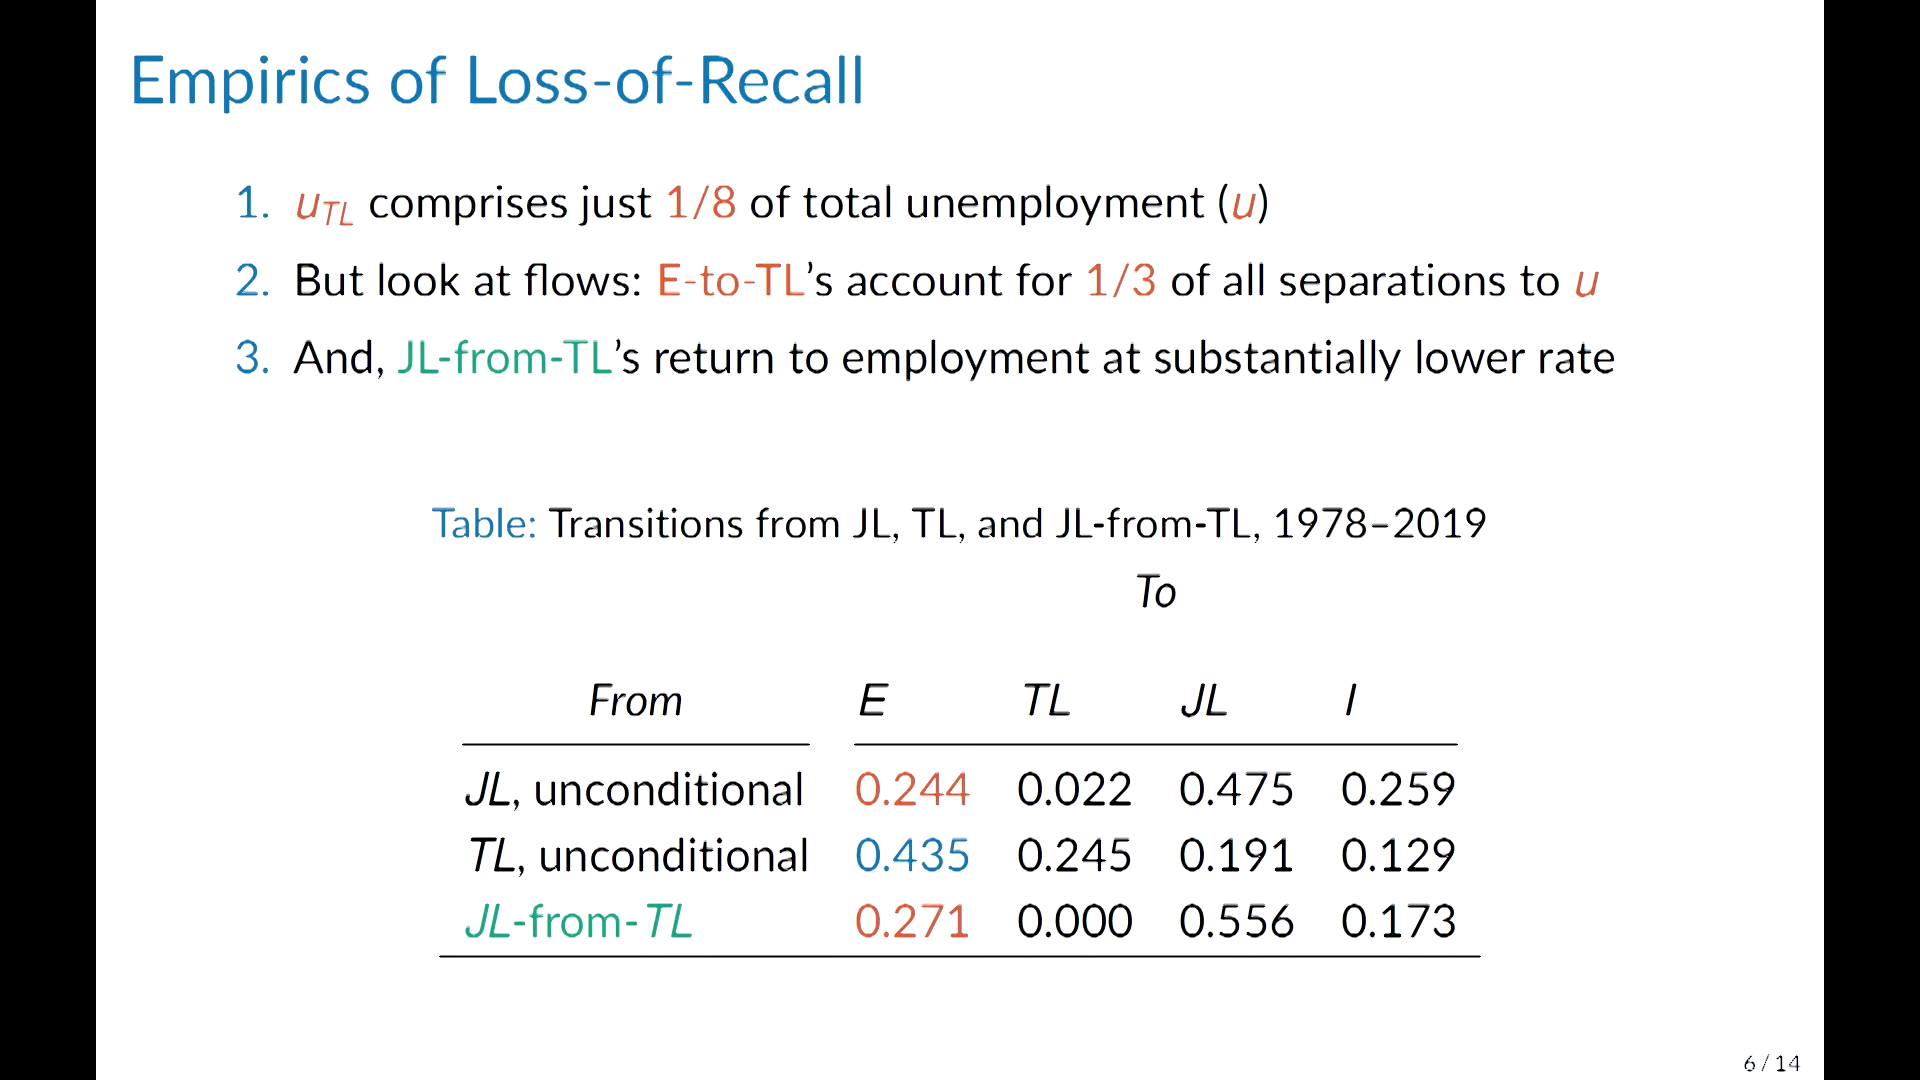 Empirics of Loss-of-Recall
1. uTL comprises just 1/8 of total unemployment (u)
2. But look at flows: E-to-TL's account for 1/3 of all separations to u
3. And, JL-from-TL's return to employment at substantially lower rate
Table: Transitions from JL, TL, and JL-from-TL, 1978–2019
To
From E TL JL I
JL, unconditional 0.244 0.022 0.475 0.259
TL, unconditional 0.435 0.245 0.191 0.129
JL-from-TL 0.271 0.000 0.556 0.173
6 / 14